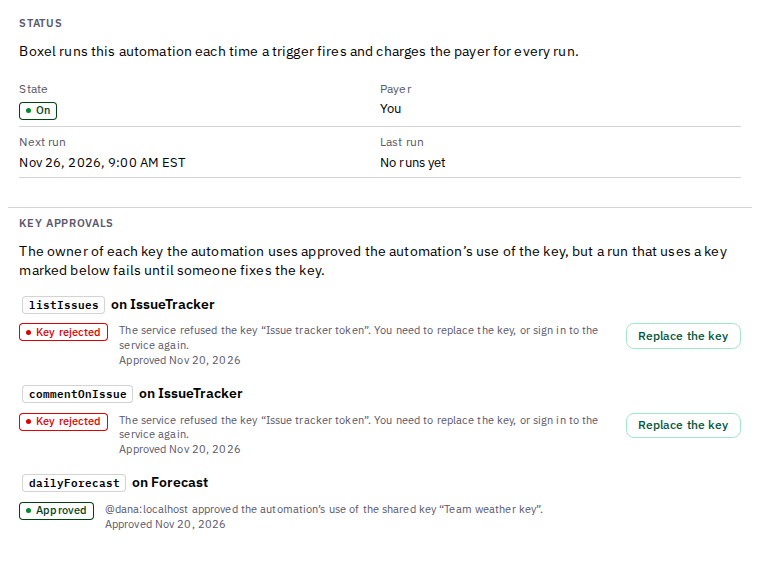 STATUS
Boxel runs this automation each time a trigger fires and charges the payer for every run.
State
Payer
On
You
Next run
Last run
Nov 26, 2026, 9:00 AM EST
No runs yet
KEY APPROVALS
The owner of each key the automation uses approved the automation’s use of the key, but a run that uses a key
marked below fails until someone fixes the key.
listIssues on IssueTracker
Key rejected
The service refused the key “Issue tracker token”. You need to replace the key, or sign in to the
service again.
Approved Nov 20, 2026
Replace the key
commentOnIssue on IssueTracker
Key rejected
The service refused the key “Issue tracker token”. You need to replace the key, or sign in to the
service again.
Approved Nov 20, 2026
Replace the key
dailyForecast on Forecast
Approved
@dana:localhost approved the automation’s use of the shared key “Team weather key”.
Approved Nov 20, 2026